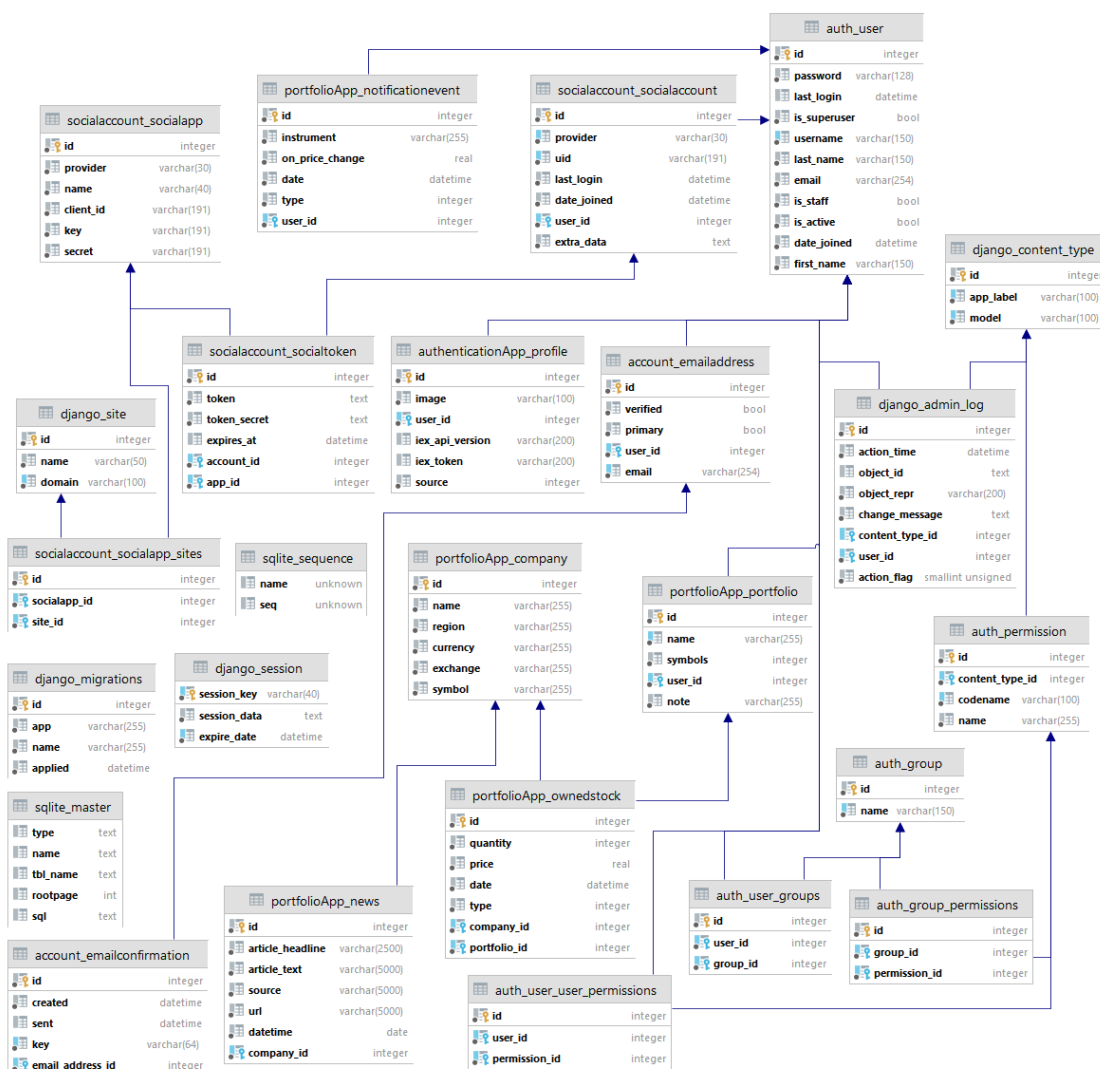 auth_user
id integer
password varchar(128)
last_login datetime
is_superuser bool
username varchar(150)
last_name varchar(150)
email varchar(254)
is_staff bool
is_active bool
date_joined datetime
first_name varchar(150)
portfolioApp_notificationevent
id integer
instrument varchar(255)
on_price_change real
date datetime
type integer
user_id integer
socialaccount_socialaccount
id integer
provider varchar(30)
uid varchar(191)
last_login datetime
date_joined datetime
user_id integer
extra_data text
socialaccount_socialapp
id integer
provider varchar(30)
name varchar(40)
client_id varchar(191)
key varchar(191)
secret varchar(191)
django_content_type
id intege
app_label varchar(100)
model varchar(100)
socialaccount_socialtoken
id integer
token text
token_secret text
expires_at datetime
account_id integer
app_id integer
authenticationApp_profile
id integer
image varchar(100)
user_id integer
iex_api_version varchar(200)
iex_token varchar(200)
source integer
account_emailaddress
id integer
verified bool
primary bool
user_id integer
email varchar(254)
django_admin_log
id integer
action_time datetime
object_id text
object_repr varchar(200)
change_message text
content_type_id integer
user_id integer
action_flag smallint unsigned
django_site
id integer
name varchar(50)
domain varchar(100)
socialaccount_socialapp_sites
id integer
socialapp_id integer
site_id integer
sqlite_sequence
name unknown
seq unknown
portfolioApp_company
id integer
name varchar(255)
region varchar(255)
currency varchar(255)
exchange varchar(255)
symbol varchar(255)
portfolioApp_portfolio
id integer
name varchar(255)
symbols integer
user_id integer
note varchar(255)
auth_permission
id integer
content_type_id integer
codename varchar(100)
name varchar(255)
django_migrations
id integer
app varchar(255)
name varchar(255)
applied datetime
django_session
session_key varchar(40)
session_data text
expire_date datetime
auth_group
id integer
name varchar(150)
sqlite_master
type text
name text
tbl_name text
rootpage int
sql text
portfolioApp_ownedstock
id integer
quantity integer
price real
date datetime
type integer
company_id integer
portfolio_id integer
portfolioApp_news
id integer
article_headline varchar(2500)
article_text varchar(5000)
source varchar(5000)
url varchar(5000)
datetime date
company_id integer
auth_user_groups
id integer
user_id integer
group_id integer
auth_group_permissions
id integer
group_id integer
permission_id integer
account_emailconfirmation
id integer
created datetime
sent datetime
key varchar(64)
email_address_id integer
auth_user_user_permissions
id integer
user_id integer
permission_id integer